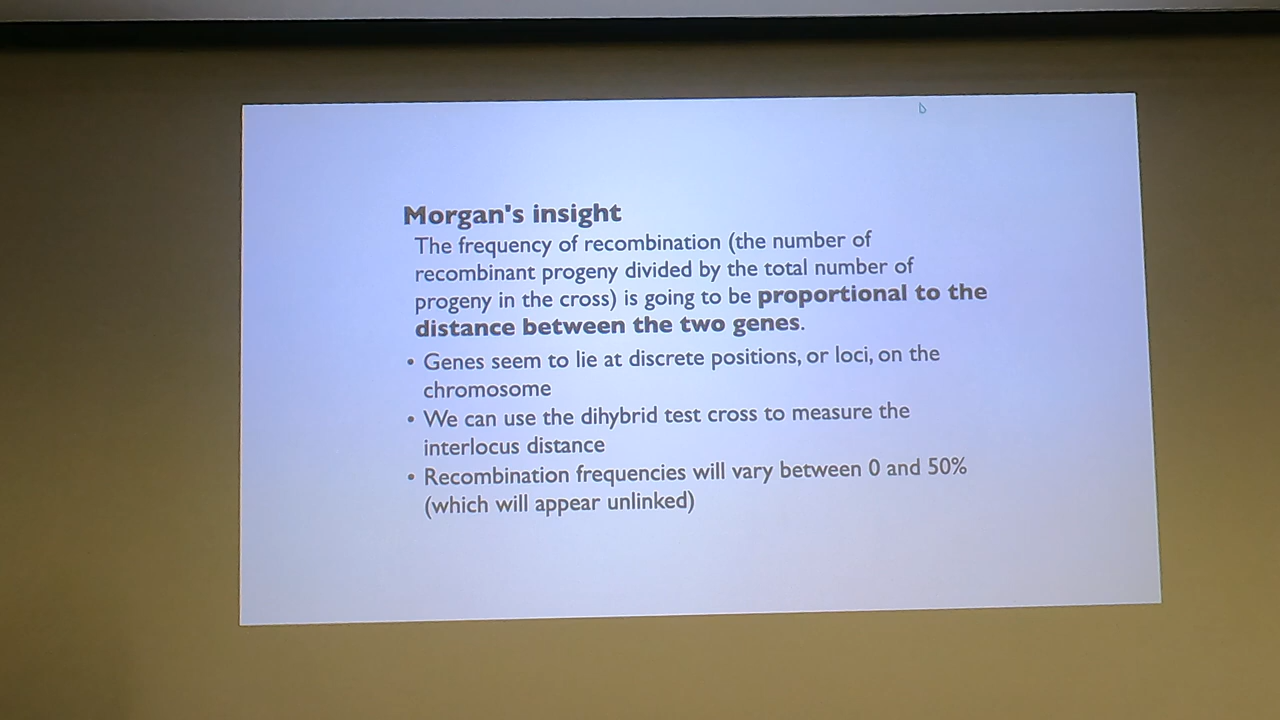 Morgan's insight
The frequency of recombination (the number of
recombinant progeny divided by the total number of
progeny in the cross) is going to be proportional to the
distance between the two genes.
• Genes seem to lie at discrete positions, or loci, on the
chromosome
• We can use the dihybrid test cross to measure the
interlocus distance
• Recombination frequencies will vary between 0 and 50%
(which will appear unlinked)